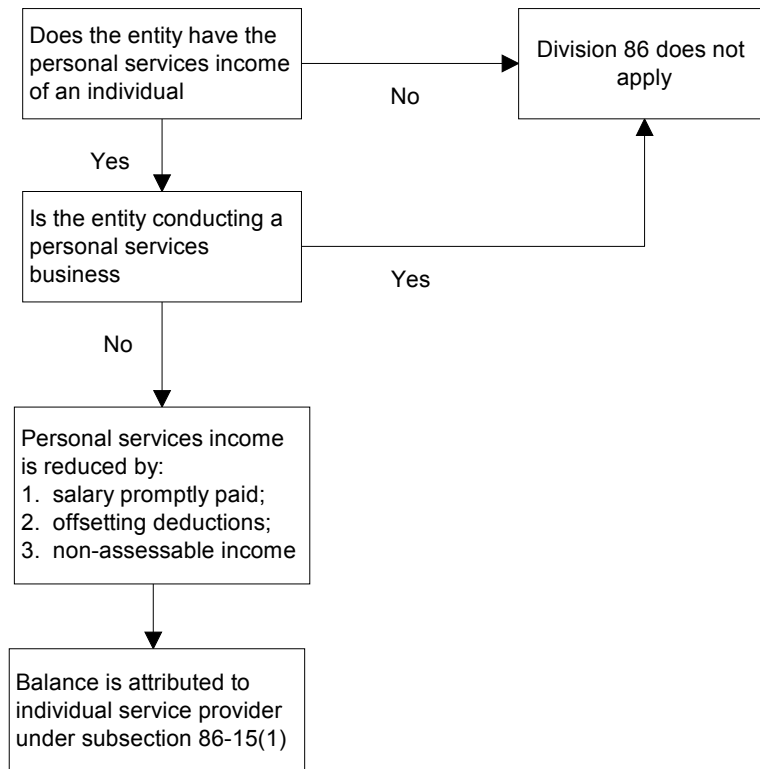 Does the entity have the
personal services income
of an individual
No
Division 86 does not
apply
Yes
Is the entity conducting a
personal services
business
Yes
No
Personal services income
is reduced by:
1. salary promptly paid;
2. offsetting deductions;
3. non-assessable income
Balance is attributed to
individual service provider
under subsection 86-15(1)